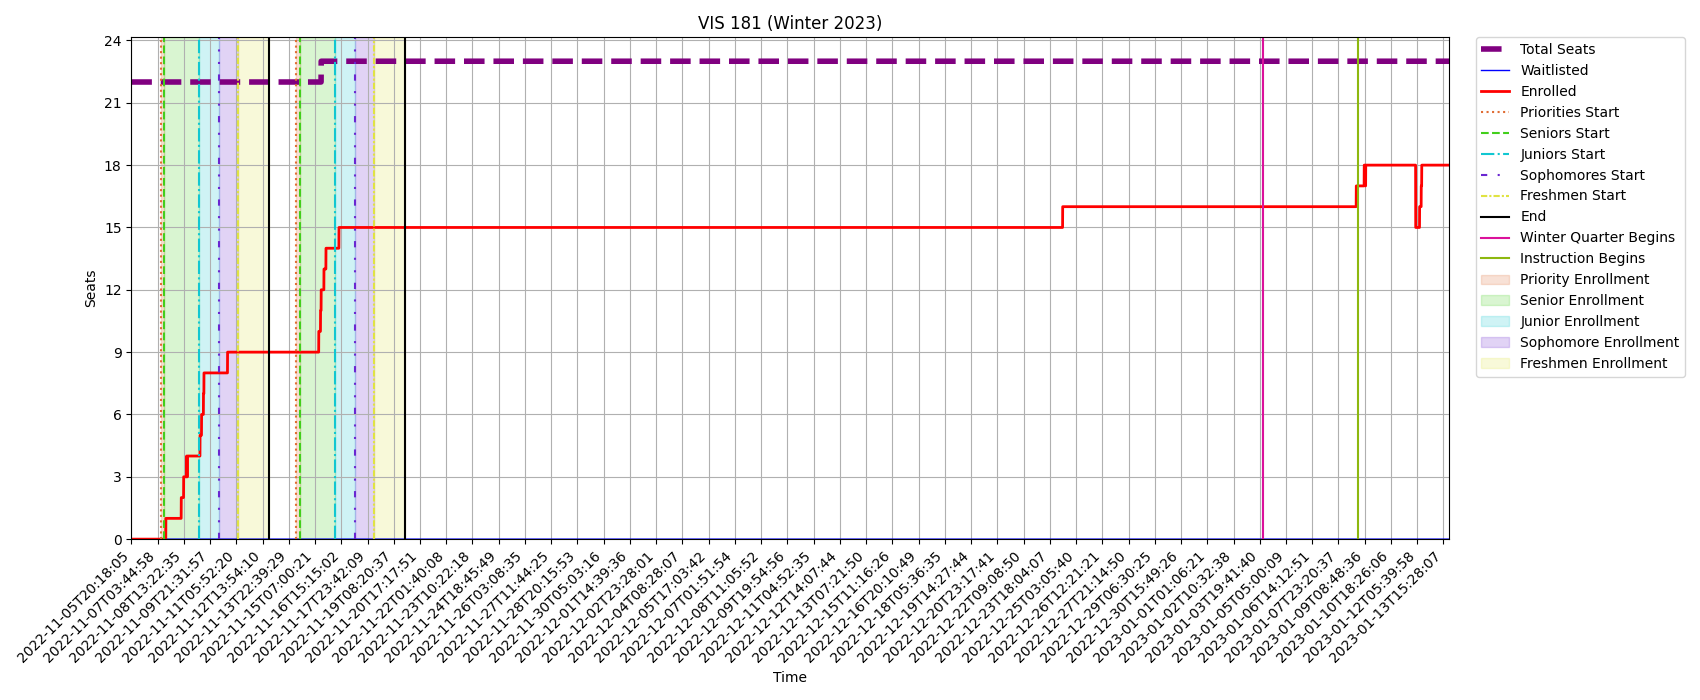 VIS 181 (Winter 2023)
24
21
18
15
12
9
6
3
0
Seats
2022-11-05T20:18:05
2022-11-07T03:44:58
2022-11-08T13:22:35
2022-11-09T21:31:57
2022-11-11T05:52:20
2022-11-12T13:54:10
2022-11-13T22:39:29
2022-11-15T07:00:21
2022-11-16T15:15:02
2022-11-17T23:42:09
2022-11-19T08:20:37
2022-11-20T17:17:51
2022-11-22T01:40:08
2022-11-23T10:22:18
2022-11-24T18:45:49
2022-11-26T03:08:35
2022-11-27T11:44:25
2022-11-28T20:15:53
2022-11-30T05:03:16
2022-12-01T14:39:36
2022-12-02T23:28:01
2022-12-04T08:28:07
2022-12-05T17:03:42
2022-12-07T01:51:54
2022-12-08T11:05:52
2022-12-09T19:54:56
2022-12-11T04:52:35
2022-12-12T14:07:44
2022-12-13T17:21:50
2022-12-15T11:16:26
2022-12-16T20:10:49
2022-12-18T05:36:35
2022-12-19T14:27:44
2022-12-20T23:17:41
2022-12-22T09:08:50
2022-12-23T18:04:07
2022-12-25T03:05:40
2022-12-26T12:21:21
2022-12-27T21:14:50
2022-12-29T06:30:25
2022-12-30T15:49:26
2023-01-01T01:06:21
2023-01-02T10:32:38
2023-01-03T19:41:40
2023-01-05T05:00:09
2023-01-06T14:12:51
2023-01-07T23:20:37
2023-01-09T08:48:36
2023-01-10T18:26:06
2023-01-12T05:39:58
2023-01-13T15:28:07
Time
Total Seats
Waitlisted
Enrolled
Priorities Start
Seniors Start
Juniors Start
Sophomores Start
Freshmen Start
End
Winter Quarter Begins
Instruction Begins
Priority Enrollment
Senior Enrollment
Junior Enrollment
Sophomore Enrollment
Freshmen Enrollment